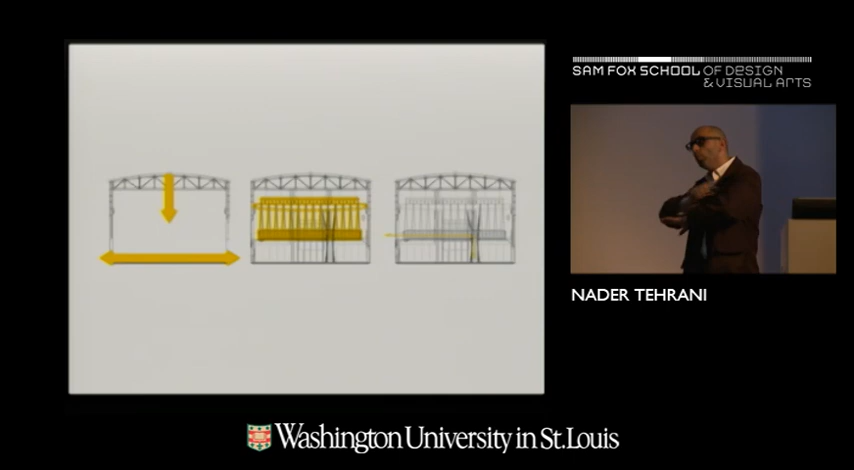 SAM FOX SCHOOL OF DESIGN
& VISUAL ARTS
NADER TEHRANI
Washington University in St. Louis